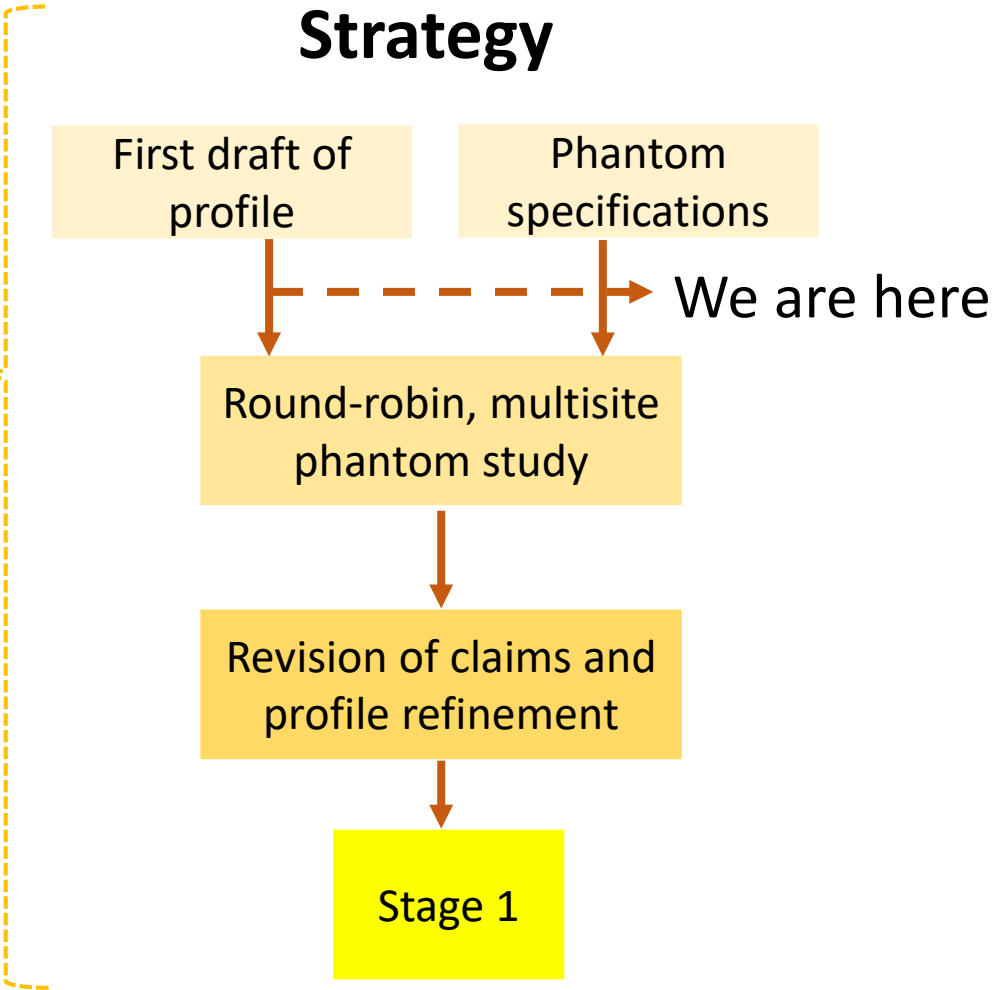 Strategy
First draft of
profile
Phantom
specifications
We are here
Round-robin, multisite
phantom study
Revision of claims and
profile refinement
Stage 1